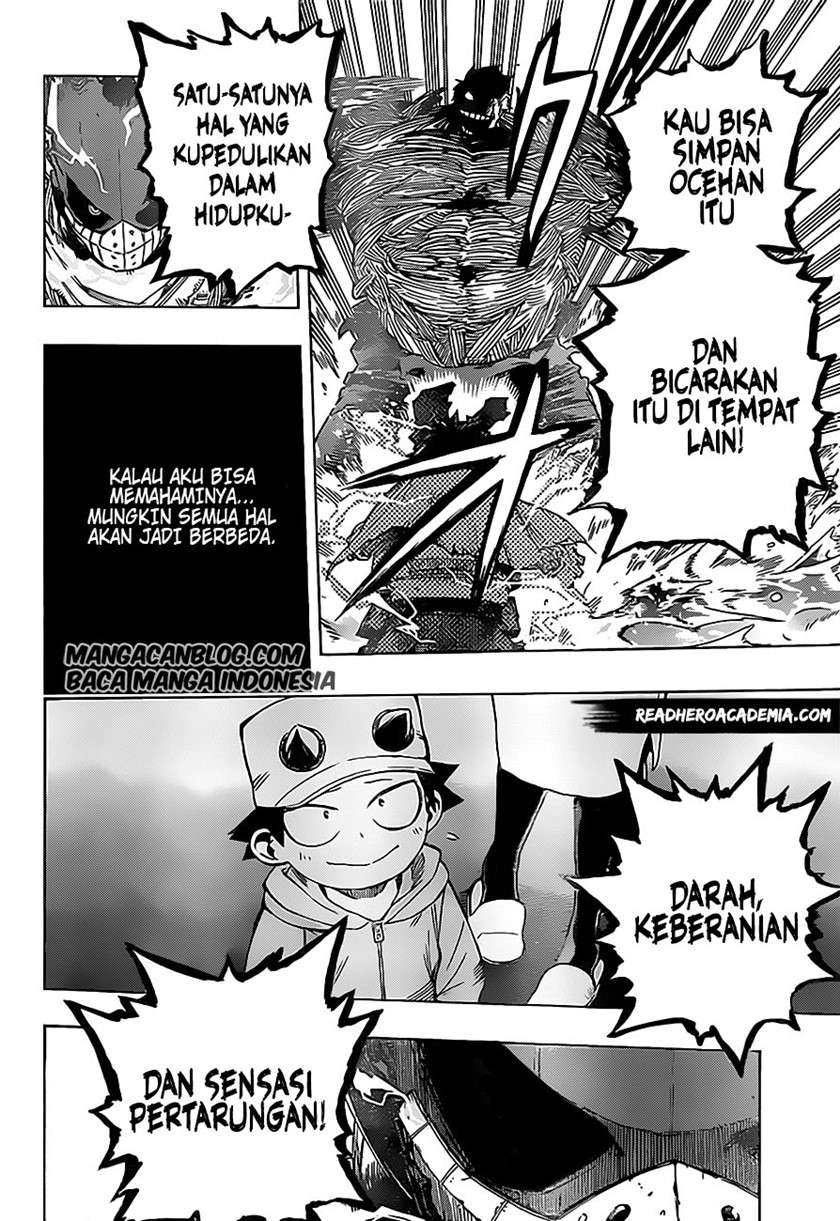 KAU BISA
SIMPAN
OCEHAN
ITU
DAN
BICARAKAN
ITU DI TEMPAT
LAIN!
SATU-SATUNYA
HAL YANG
KUPEDULIKAN
DALAM
HIDUPKU-
KALAU AKU BISA
MEMAHAMINYA...
MUNGKIN SEMUA HAL
AKAN JADI BERBEDA.
MANGACANBLOG.COM
BACA MANGA INDONESIA
READHEROACADEMIA.COM
DARAH,
KEBERANIAN
DAN SENSASI
PERTARUNGAN!